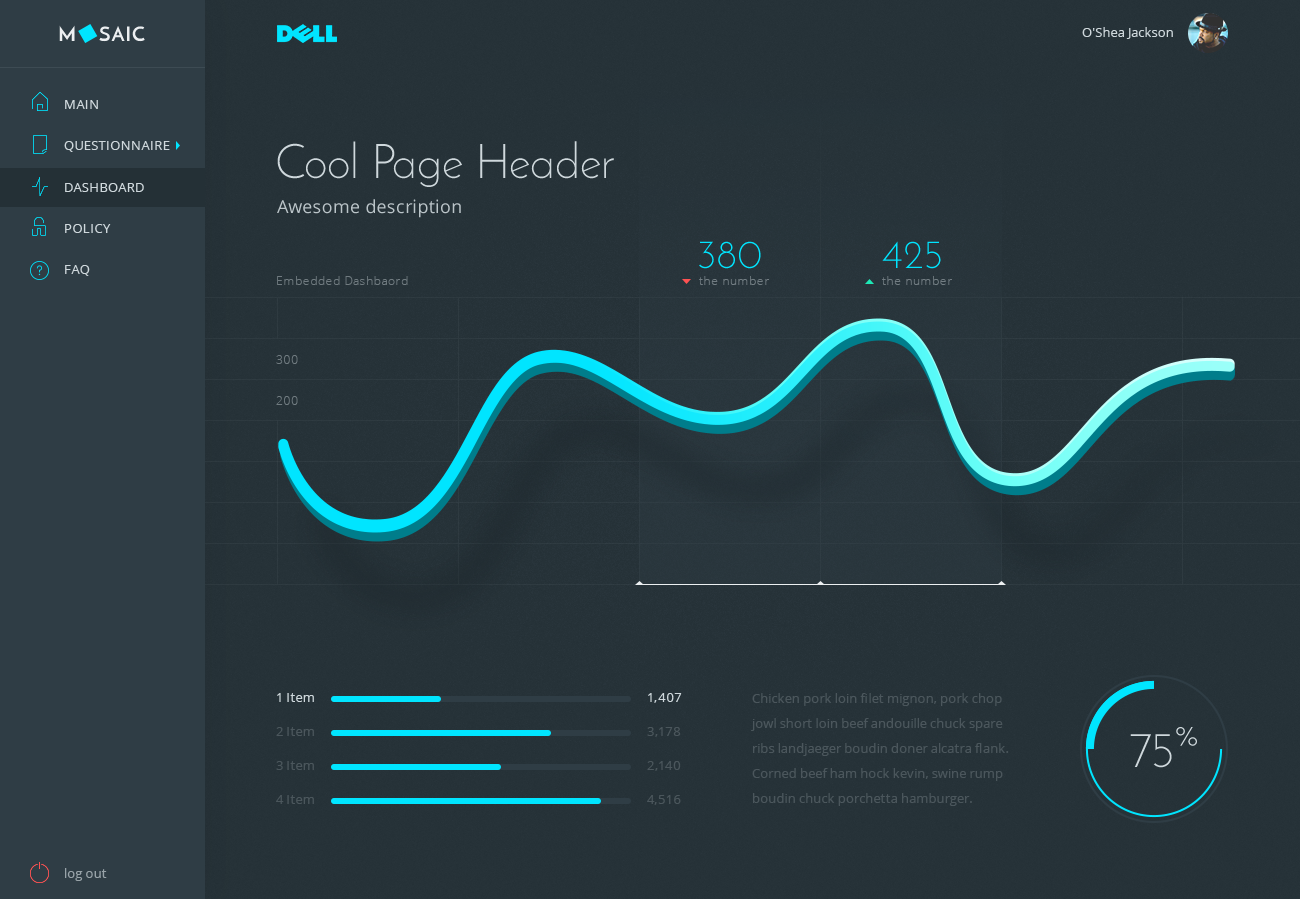 MOSAIC
DELL
O'Shea Jackson
MAIN
QUESTIONNAIRE
DASHBOARD
POLICY
FAQ
log out
Cool Page Header
Awesome description
Embedded Dashbaord
380
the number
425
the number
300
200
1 Item 1,407
2 Item 3,178
3 Item 2,140
4 Item 4,516
Chicken pork loin filet mignon, pork chop
jowl short loin beef andouille chuck spare
ribs landjaeger boudin doner alcatra flank.
Corned beef ham hock kevin, swine rump
boudin chuck porchetta hamburger.
75%